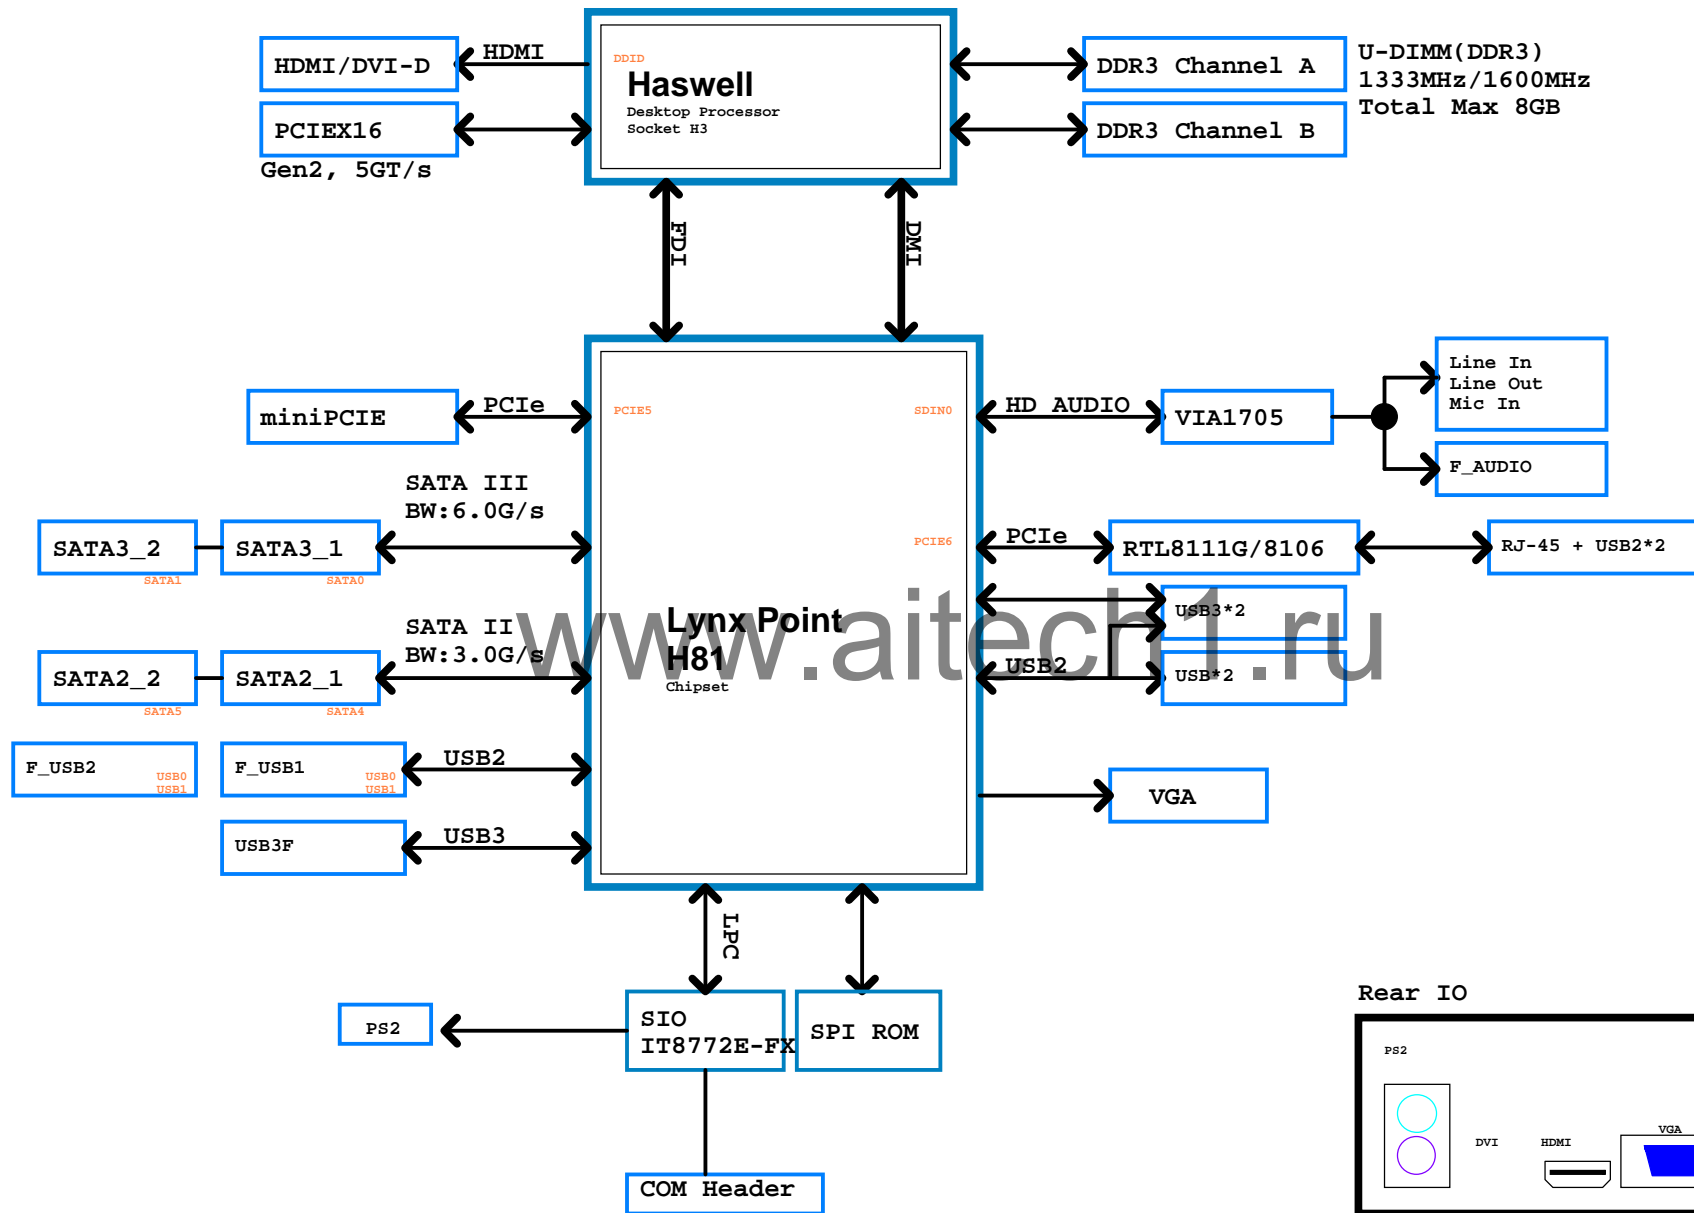 HDMI/DVI-D
HDMI
DDID
Haswell
Desktop Processor
Socket H3
DDR3 Channel A
U-DIMM(DDR3)
1333MHz/1600MHz
Total Max 8GB
PCIEX16
Gen2, 5GT/s
DDR3 Channel B
FDI
DMI
miniPCIE
PCIe
PCIE5
SDIN0
HD AUDIO
VIA1705
Line In
Line Out
Mic In
F_AUDIO
SATA III
BW:6.0G/s
SATA3_2
SATA1
SATA3_1
SATA0
PCIE6
PCIe
RTL8111G/8106
RJ-45 + USB2*2
USB3*2
www.aitech1.ru
Lynx Point
H81
Chipset
SATA II
BW:3.0G/s
SATA2_2
SATA5
SATA2_1
SATA4
USB2
USB*2
F_USB2
USB0
USB1
F_USB1
USB0
USB1
USB2
VGA
USB3F
USB3
LPC
PS2
SIO
IT8772E-FX
SPI ROM
COM Header
Rear IO
PS2
DVI
HDMI
VGA